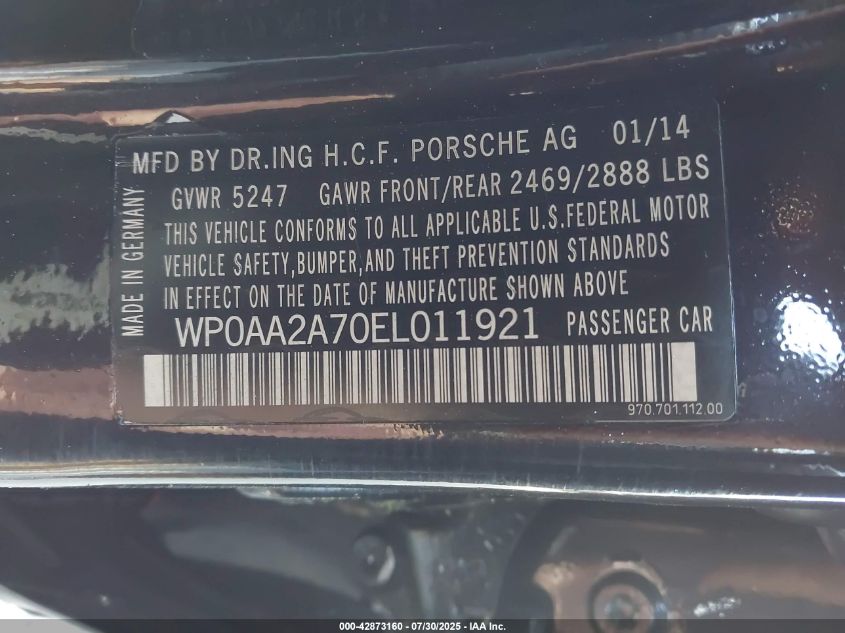 MFD BY DR.ING H.C.F. PORSCHE AG 01/14
GVWR 5247 GAWR FRONT/REAR 2469/2888 LBS
THIS VEHICLE CONFORMS TO ALL APPLICABLE U.S.FEDERAL MOTOR
VEHICLE SAFETY,BUMPER,AND THEFT PREVENTION STANDARDS
IN EFFECT ON THE DATE OF MANUFACTURE SHOWN ABOVE
MADE IN GERMANY
WP0AA2A70EL011921 PASSENGER CAR
970.701.112.00
000-42873160 - 07/30/2025 - IAA Inc.